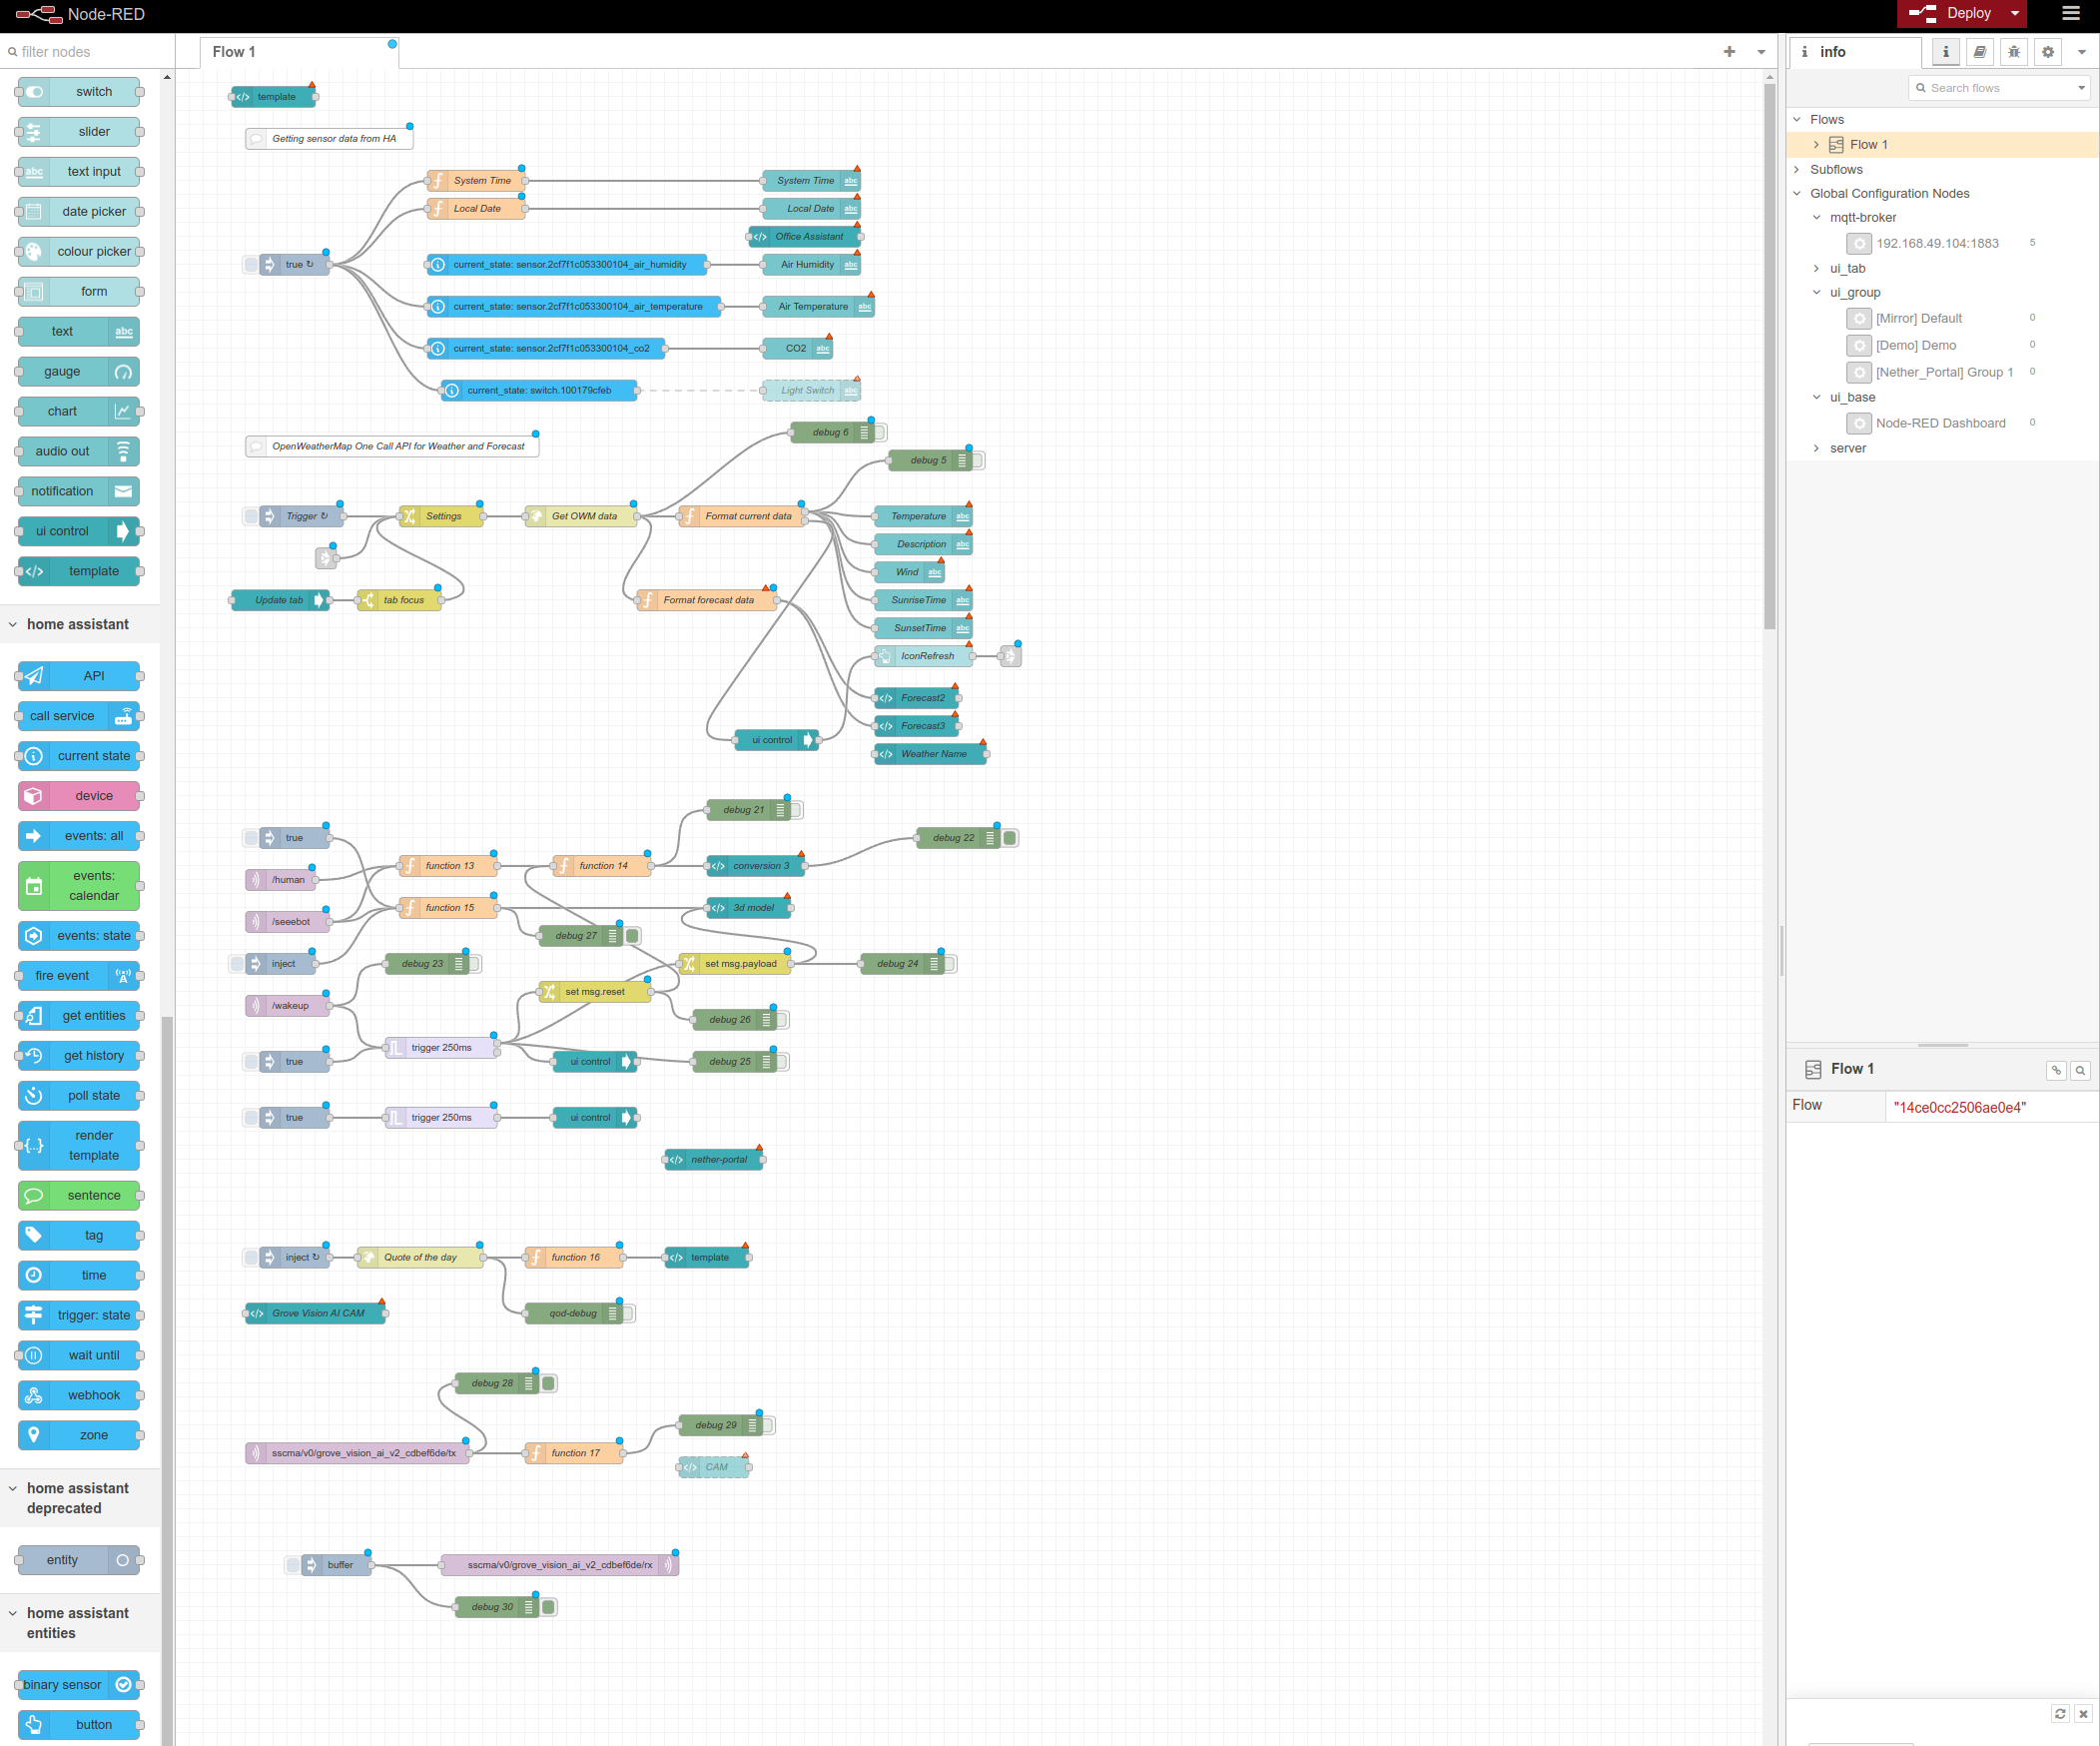 Node-RED
Deploy
filter nodes
switch
slider
abc text input
date picker
colour picker
form
text abc
gauge
chart
audio out
notification
ui control
</> template
home assistant
API
call service
current state
device
events: all
events:
calendar
events: state
fire event
get entities
get history
poll state
render
template
sentence
tag
time
trigger: state
wait until
webhook
zone
home assistant
deprecated
entity
home assistant
entities
binary sensor
button
Flow 1
</> template
Getting sensor data from HA
System Time
System Time abc
Local Date
Local Date abc
</> Office Assistant
true ↻
current_state: sensor.2cf7f1c053300104_air_humidity
Air Humidity abc
current_state: sensor.2cf7f1c053300104_air_temperature
Air Temperature abc
current_state: sensor.2cf7f1c053300104_co2
CO2 abc
current_state: switch.100179cfeb
Light Switch abc
debug 6
OpenWeatherMap One Call API for Weather and Forecast
debug 5
Trigger ↻
Settings
Get OWM data
Format current data
Temperature abc
Description abc
Wind abc
Update tab
tab focus
Format forecast data
SunriseTime abc
SunsetTime abc
IconRefresh
</> Forecast2
</> Forecast3
ui control
</> Weather Name
debug 21
true
debug 22
function 13
function 14
</> conversion 3
/human
function 15
</> 3d model
/seeebot
debug 27
inject
debug 23
set msg.payload
debug 24
set msg.reset
/wakeup
debug 26
trigger 250ms
true
ui control
debug 25
true
trigger 250ms
ui control
</> nether-portal
inject ↻
Quote of the day
function 16
</> template
</> Grove Vision AI CAM
qod-debug
debug 28
debug 29
sscma/v0/grove_vision_ai_v2_cdbef6de/tx
function 17
</> CAM
buffer
sscma/v0/grove_vision_ai_v2_cdbef6de/rx
debug 30
i info
Search flows
Flows
Flow 1
Subflows
Global Configuration Nodes
mqtt-broker
192.168.49.104:1883 5
ui_tab
ui_group
[Mirror] Default 0
[Demo] Demo 0
[Nether_Portal] Group 1 0
ui_base
Node-RED Dashboard 0
server
Flow 1
Flow "14ce0cc2506ae0e4"